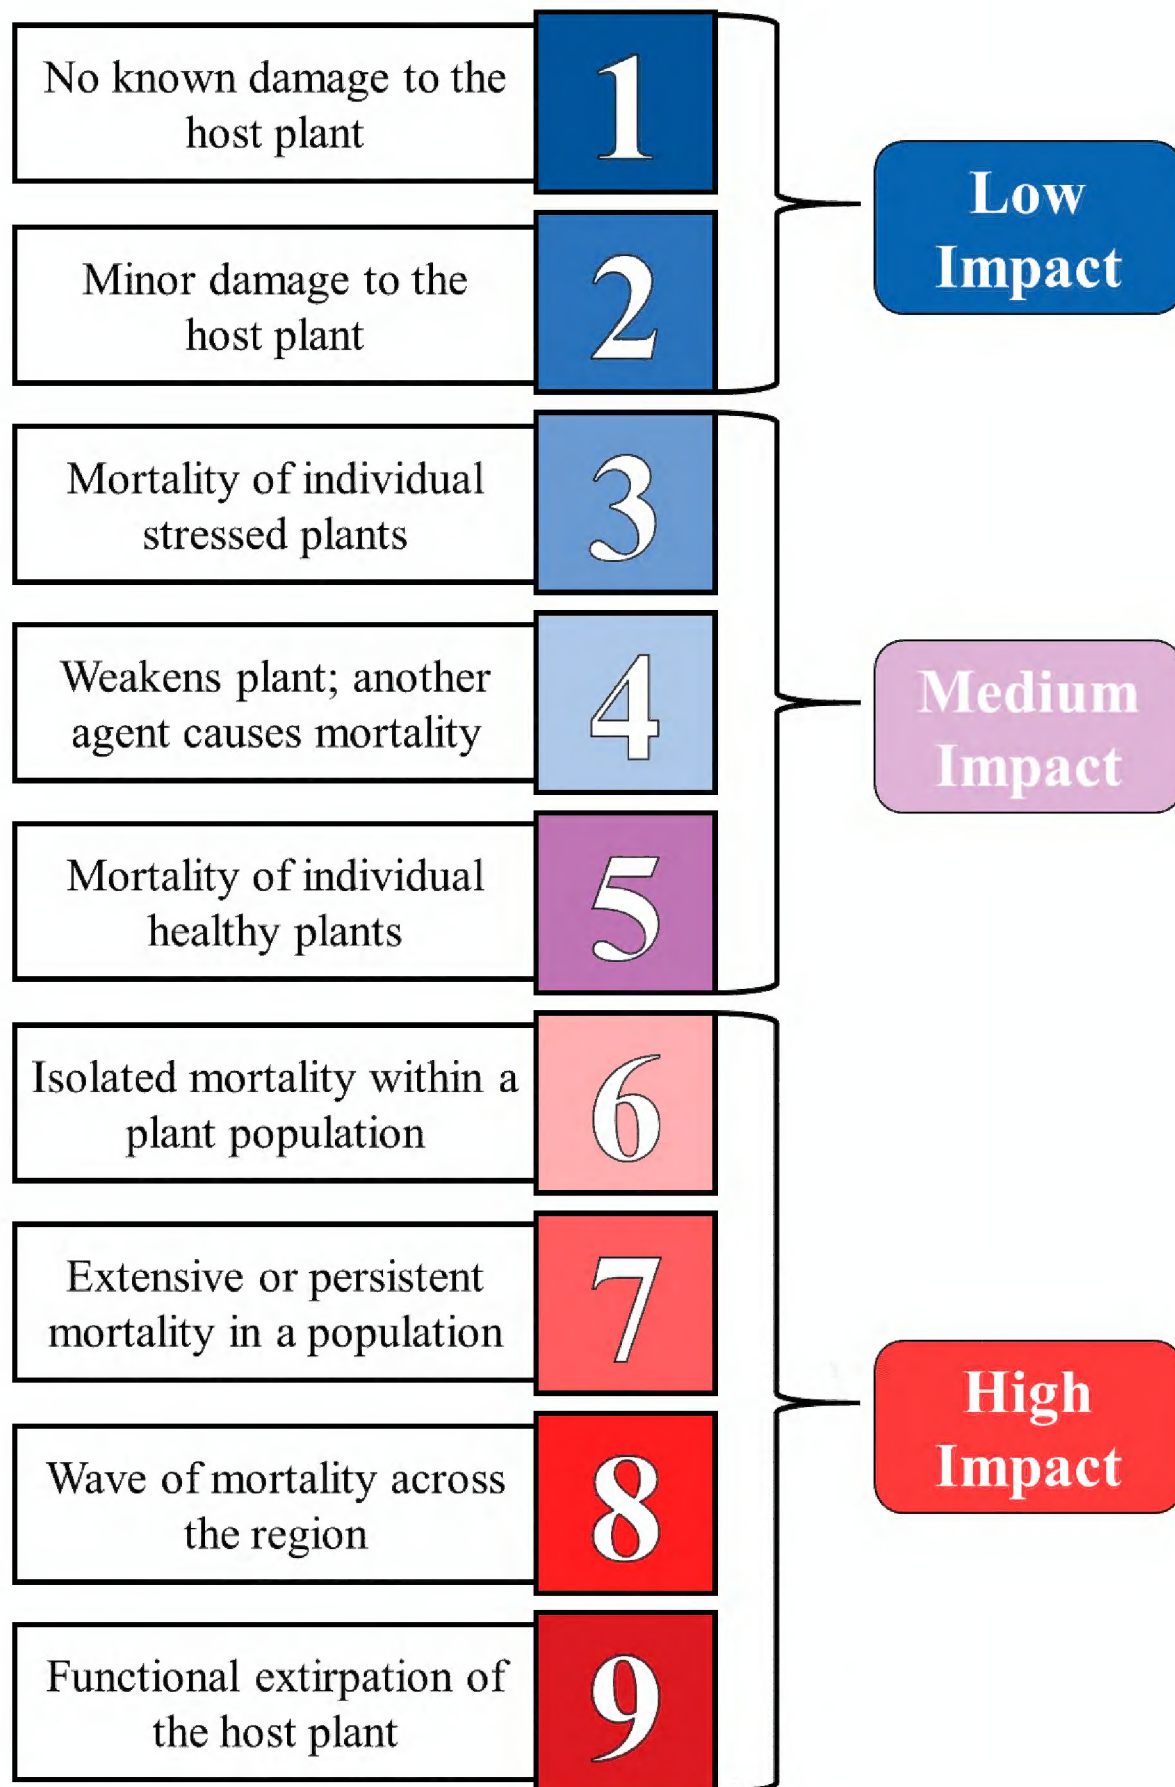 No known damage to the
host plant
1
Minor damage to the
host plant
2
Low
Impact
Mortality of individual
stressed plants
3
Weakens plant; another
agent causes mortality
4
Mortality of individual
healthy plants
5
Medium
Impact
Isolated mortality within a
plant population
6
Extensive or persistent
mortality in a population
7
Wave of mortality across
the region
8
Functional extirpation of
the host plant
9
High
Impact